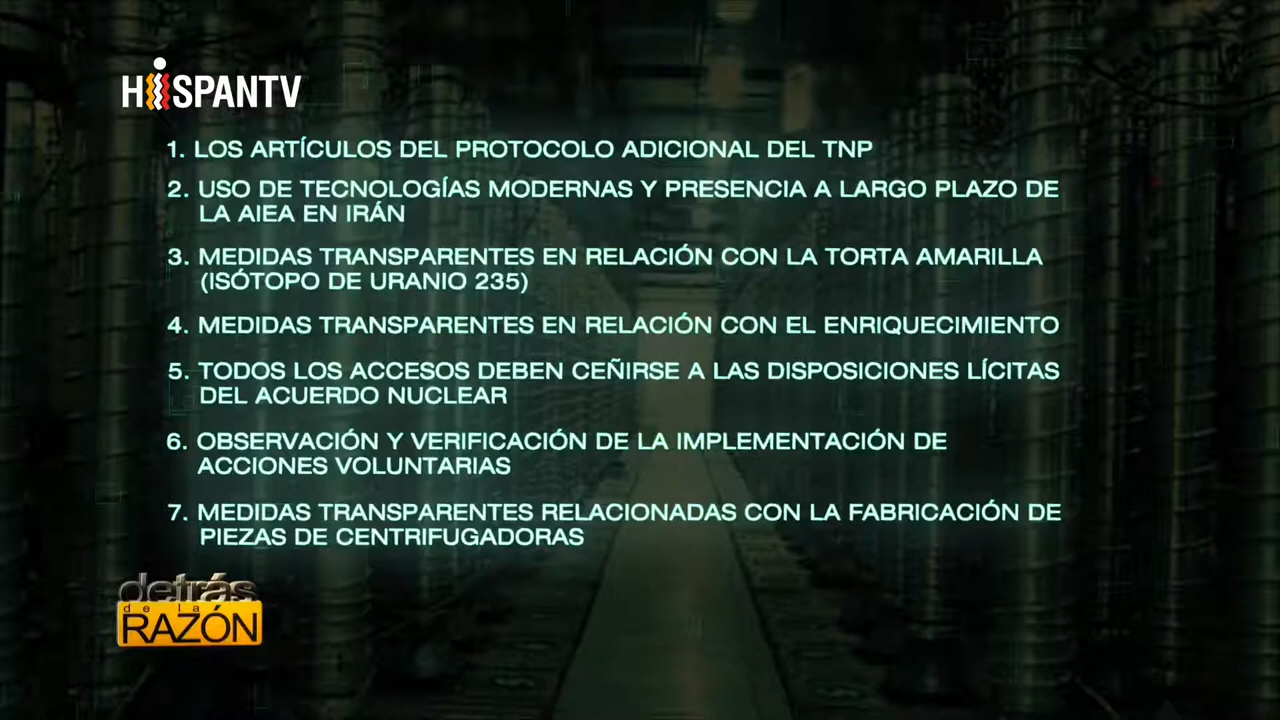 HISPANTV
1. LOS ARTÍCULOS DEL PROTOCOLO ADICIONAL DEL TNP
2. USO DE TECNOLOGÍAS MODERNAS Y PRESENCIA A LARGO PLAZO DE
LA AIEA EN IRÁN
3. MEDIDAS TRANSPARENTES EN RELACIÓN CON LA TORTA AMARILLA
(ISÓTOPO DE URANIO 235)
4. MEDIDAS TRANSPARENTES EN RELACIÓN CON EL ENRIQUECIMIENTO
5. TODOS LOS ACCESOS DEBEN CEÑIRSE A LAS DISPOSICIONES LÍCITAS
DEL ACUERDO NUCLEAR
6. OBSERVACIÓN Y VERIFICACIÓN DE LA IMPLEMENTACIÓN DE
ACCIONES VOLUNTARIAS
7. MEDIDAS TRANSPARENTES RELACIONADAS CON LA FABRICACIÓN DE
PIEZAS DE CENTRIFUGADORAS
detrás
de la
RAZÓN